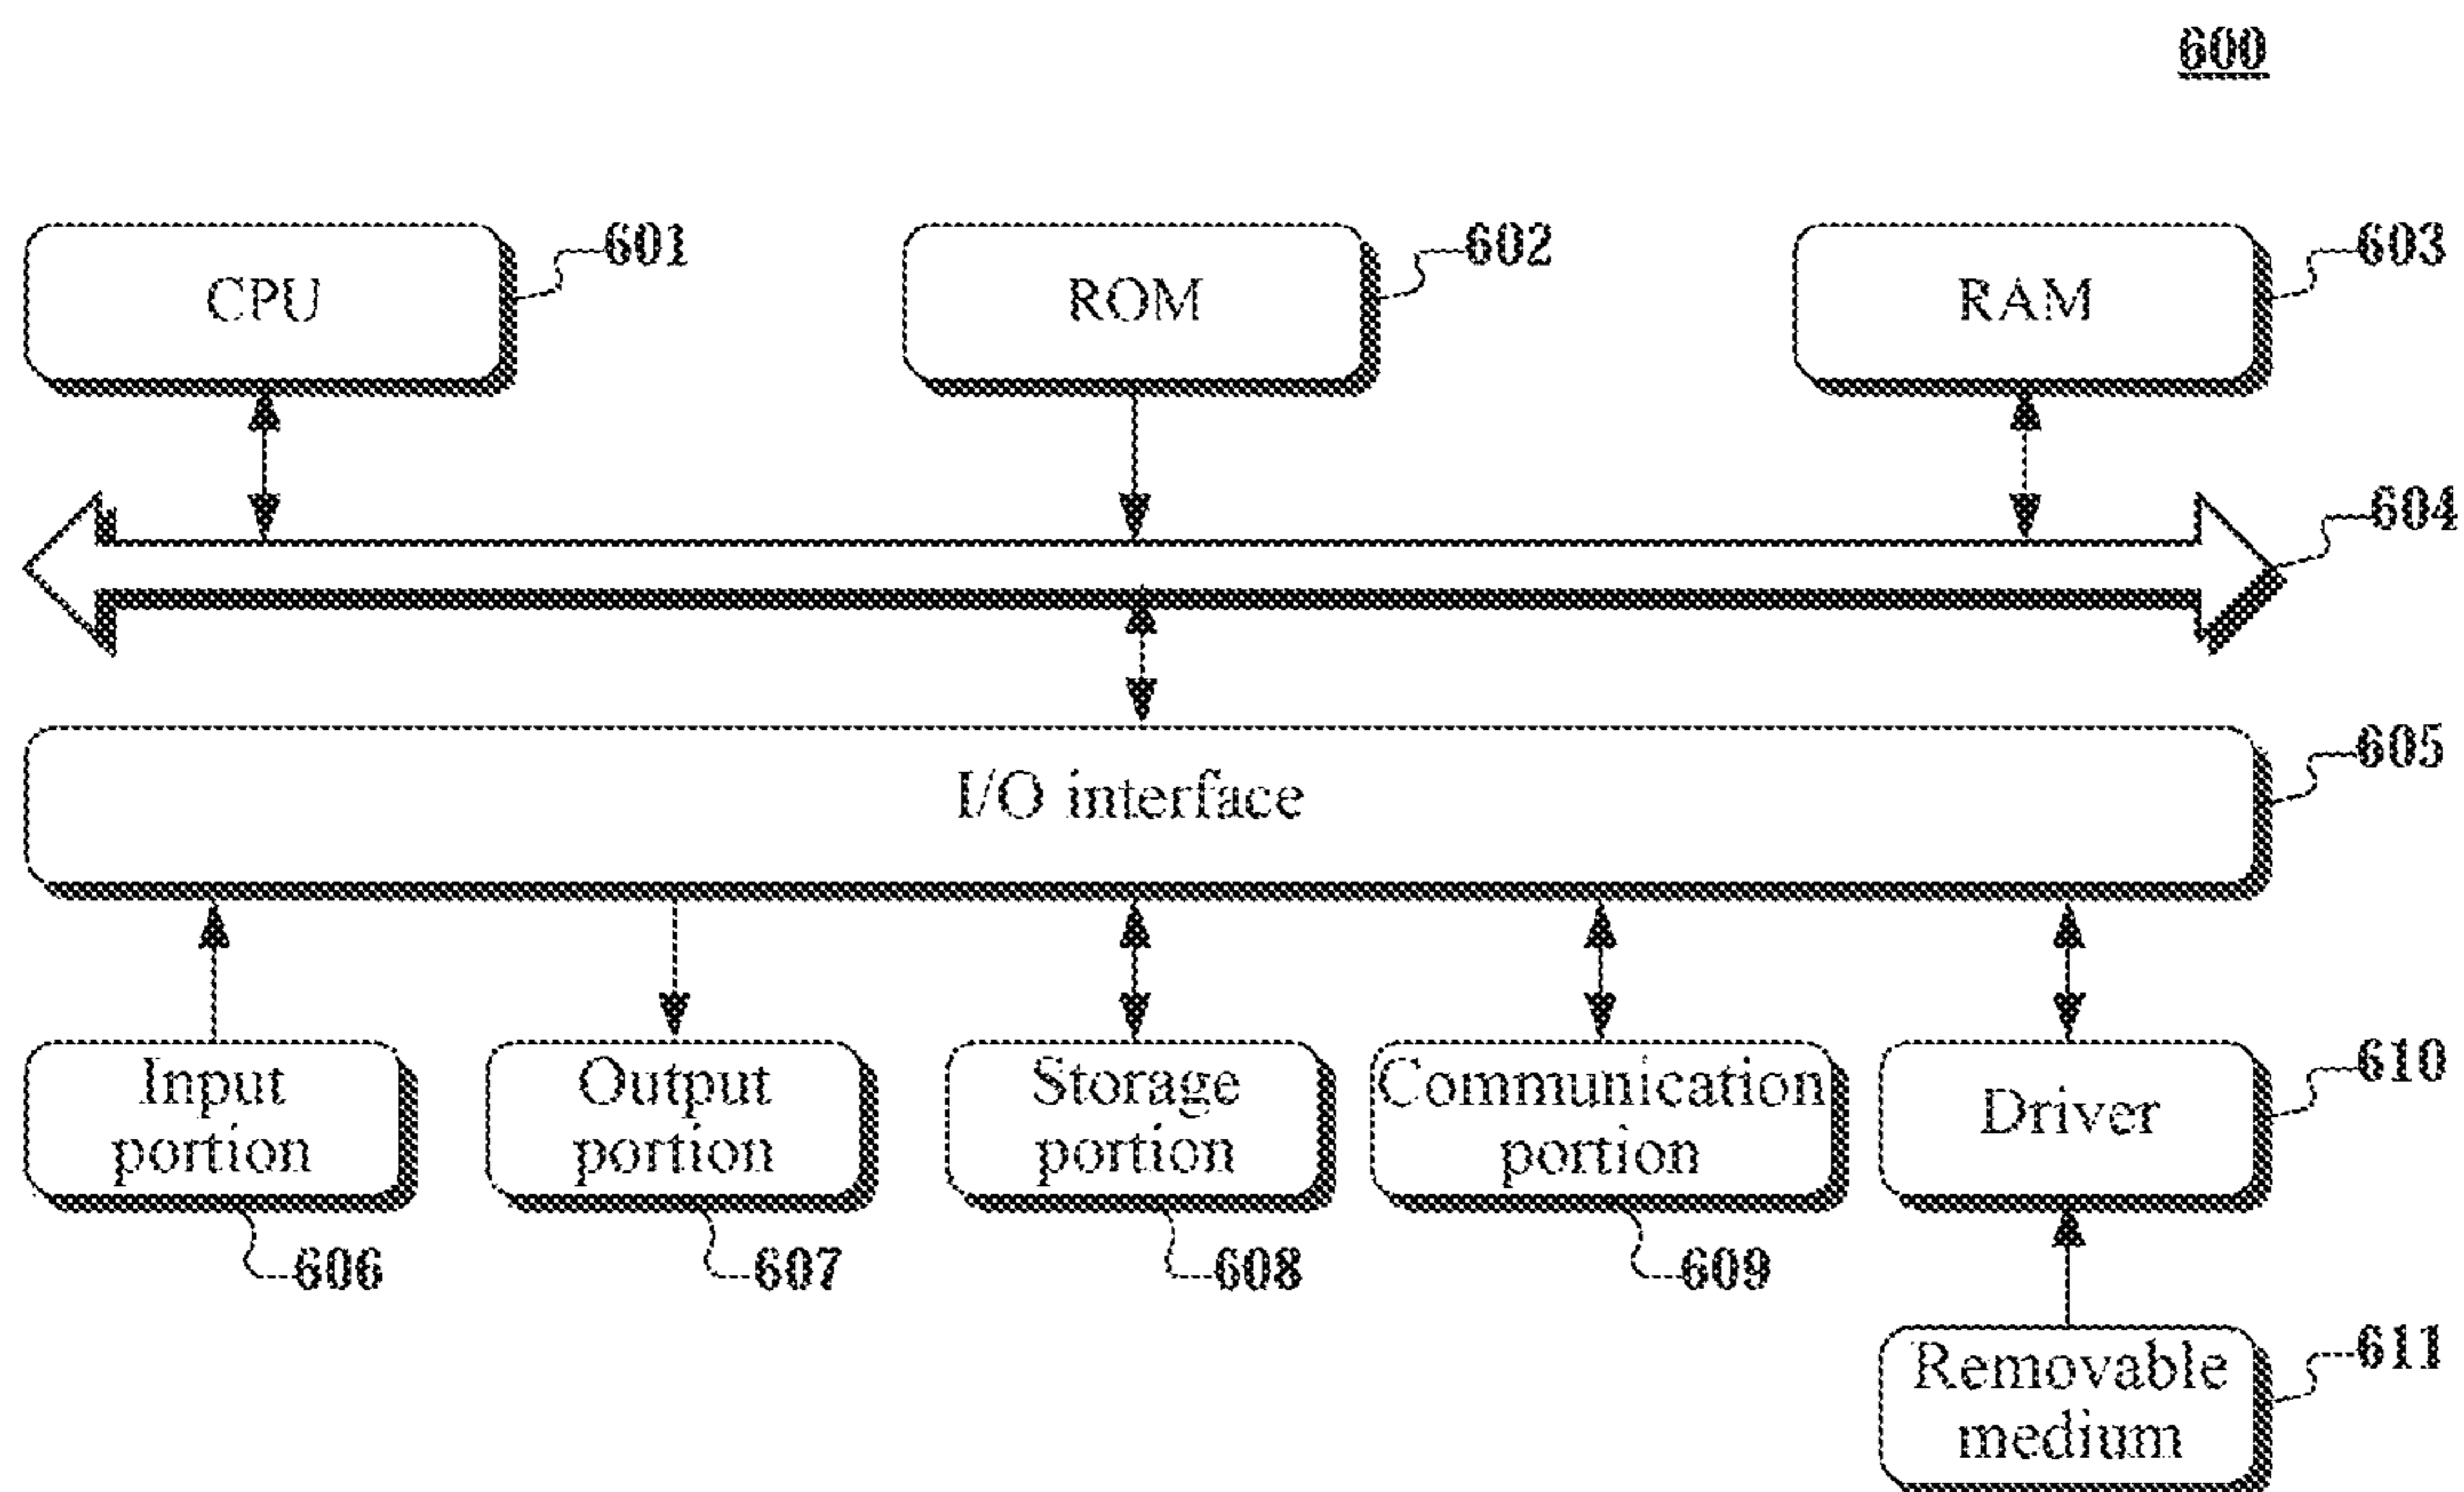 600
CPU
601
ROM
602
RAM
603
604
I/O interface
605
Input
portion
606
Output
portion
607
Storage
portion
608
Communication
portion
609
Driver
610
Removable
medium
611